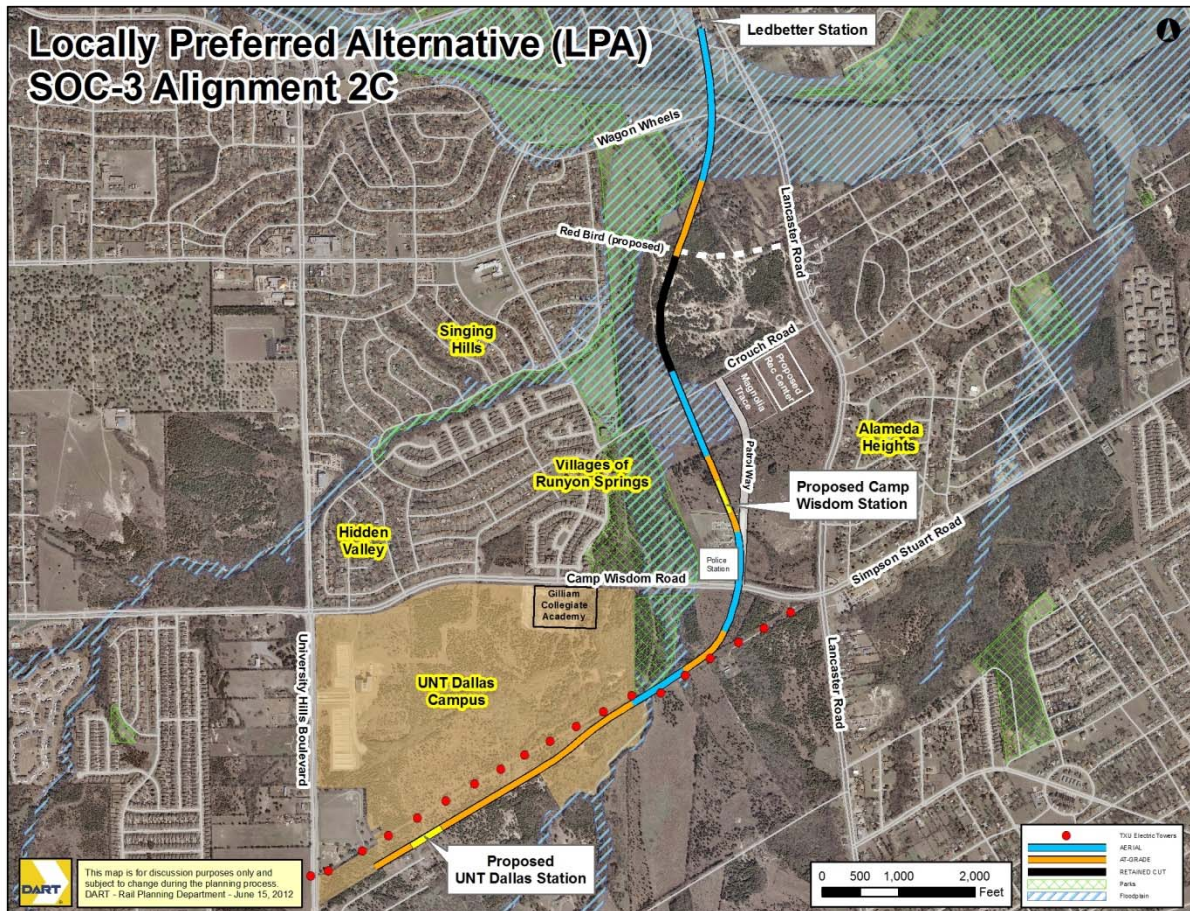 Locally Preferred Alternative (LPA)
SOC-3 Alignment 2C
Ledbetter Station
Wagon Wheels
Lancaster Road
Red Bird (proposed)
Singing
Hills
Crouch Road
Proposed
Rec Center
Magnolia
Trace
Patrol Way
Alameda
Heights
Villages of
Runyon Springs
Proposed Camp
Wisdom Station
Hidden
Valley
Police
Station
Simpson Stuart Road
Camp Wisdom Road
Gilliam
Collegiate
Academy
University Hills Boulevard
UNT Dallas
Campus
Lancaster Road
Proposed
UNT Dallas Station
DART
This map is for discussion purposes only and
subject to change during the planning process.
DART - Rail Planning Department - June 15, 2012
0 500 1,000 2,000
Feet
TXU Electric Towers
AERIAL
AT-GRADE
RETAINED CUT
Parks
Floodplain